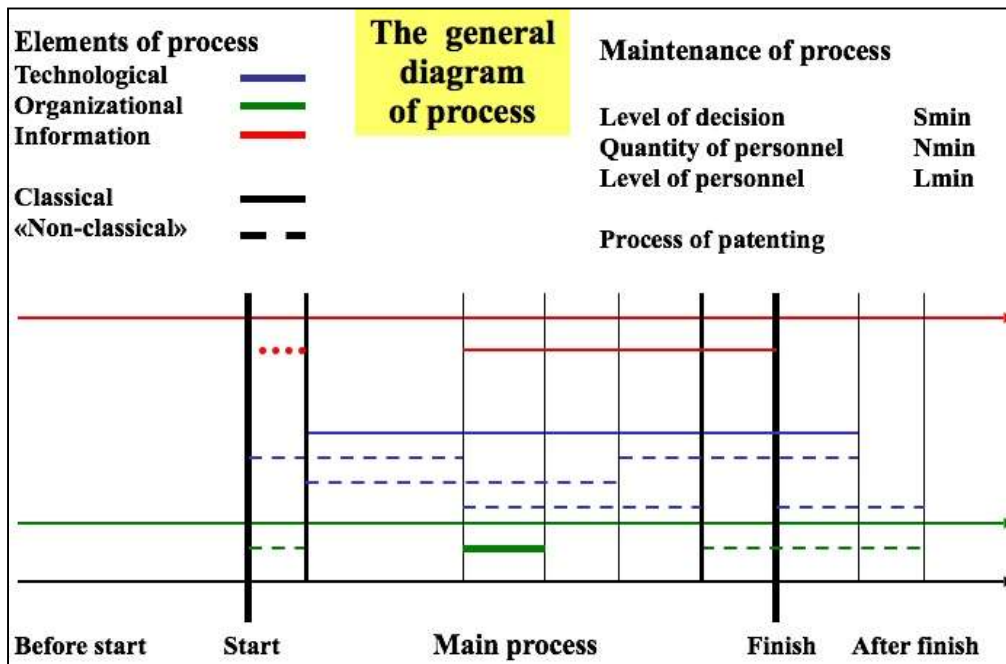 Elements of process
Technological
Organizational
Information
Classical
«Non-classical»
The general
diagram
of process
Maintenance of process
Level of decision Smin
Quantity of personnel Nmin
Level of personnel Lmin
Process of patenting
Before start Start Main process Finish After finish